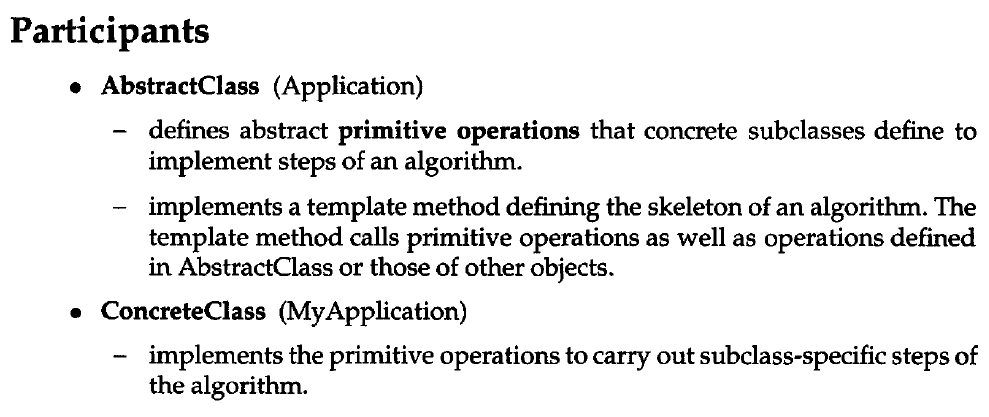 Participants
• AbstractClass (Application)
– defines abstract primitive operations that concrete subclasses define to
implement steps of an algorithm.
– implements a template method defining the skeleton of an algorithm. The
template method calls primitive operations as well as operations defined
in AbstractClass or those of other objects.
• ConcreteClass (MyApplication)
– implements the primitive operations to carry out subclass-specific steps of
the algorithm.